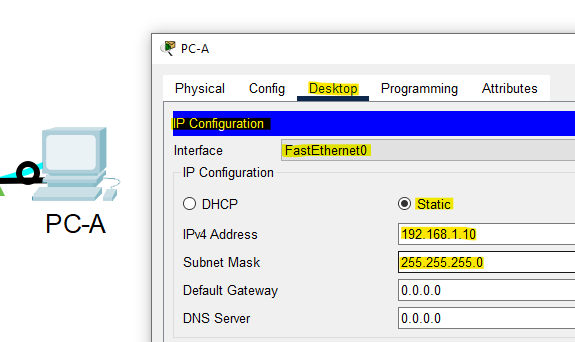 PC-A
Physical Config Desktop Programming Attributes
IP Configuration
Interface FastEthernet0
IP Configuration
DHCP Static
IPv4 Address 192.168.1.10
Subnet Mask 255.255.255.0
Default Gateway 0.0.0.0
DNS Server 0.0.0.0
PC-A